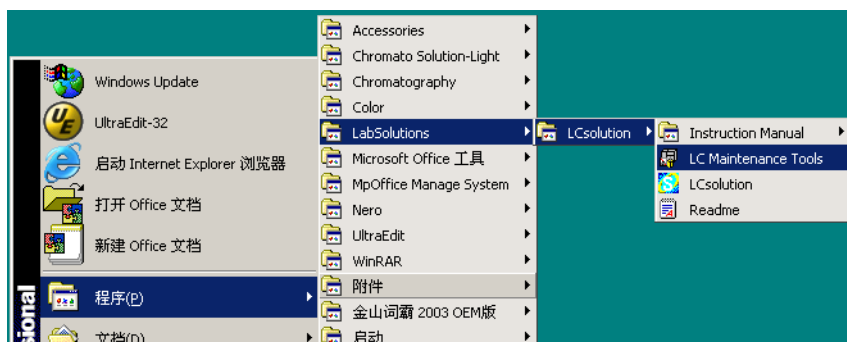 Windows Update
UltraEdit-32
启动 Internet Explorer 浏览器
打开 Office 文档
新建 Office 文档
程序(P)
文档(D)
sional
Accessories
Chromato Solution-Light
Chromatography
Color
LabSolutions
Microsoft Office 工具
MpOffice Manage System
Nero
UltraEdit
WinRAR
附件
金山词霸 2003 OEM版
启动
LCsolution
Instruction Manual
LC Maintenance Tools
LCsolution
Readme